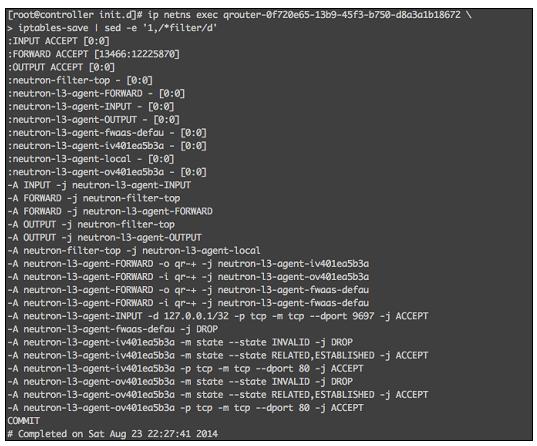 [root@controller init.d]# ip netns exec qrouter-0f720e65-13b9-45f3-b750-d8a3a1b18672 \
> iptables-save | sed -e '1,/*filter/d'
:INPUT ACCEPT [0:0]
:FORWARD ACCEPT [13466:12225870]
:OUTPUT ACCEPT [0:0]
:neutron-filter-top - [0:0]
:neutron-l3-agent-FORWARD - [0:0]
:neutron-l3-agent-INPUT - [0:0]
:neutron-l3-agent-OUTPUT - [0:0]
:neutron-l3-agent-fwaas-defau - [0:0]
:neutron-l3-agent-iv401ea5b3a - [0:0]
:neutron-l3-agent-local - [0:0]
:neutron-l3-agent-ov401ea5b3a - [0:0]
-A INPUT -j neutron-l3-agent-INPUT
-A FORWARD -j neutron-filter-top
-A FORWARD -j neutron-l3-agent-FORWARD
-A OUTPUT -j neutron-filter-top
-A OUTPUT -j neutron-l3-agent-OUTPUT
-A neutron-filter-top -j neutron-l3-agent-local
-A neutron-l3-agent-FORWARD -o qr-+ -j neutron-l3-agent-iv401ea5b3a
-A neutron-l3-agent-FORWARD -i qr-+ -j neutron-l3-agent-ov401ea5b3a
-A neutron-l3-agent-FORWARD -o qr-+ -j neutron-l3-agent-fwaas-defau
-A neutron-l3-agent-FORWARD -i qr-+ -j neutron-l3-agent-fwaas-defau
-A neutron-l3-agent-INPUT -d 127.0.0.1/32 -p tcp -m tcp --dport 9697 -j ACCEPT
-A neutron-l3-agent-fwaas-defau -j DROP
-A neutron-l3-agent-iv401ea5b3a -m state --state INVALID -j DROP
-A neutron-l3-agent-iv401ea5b3a -m state --state RELATED,ESTABLISHED -j ACCEPT
-A neutron-l3-agent-iv401ea5b3a -p tcp -m tcp --dport 80 -j ACCEPT
-A neutron-l3-agent-ov401ea5b3a -m state --state INVALID -j DROP
-A neutron-l3-agent-ov401ea5b3a -m state --state RELATED,ESTABLISHED -j ACCEPT
-A neutron-l3-agent-ov401ea5b3a -p tcp -m tcp --dport 80 -j ACCEPT
COMMIT
# Completed on Sat Aug 23 22:27:41 2014